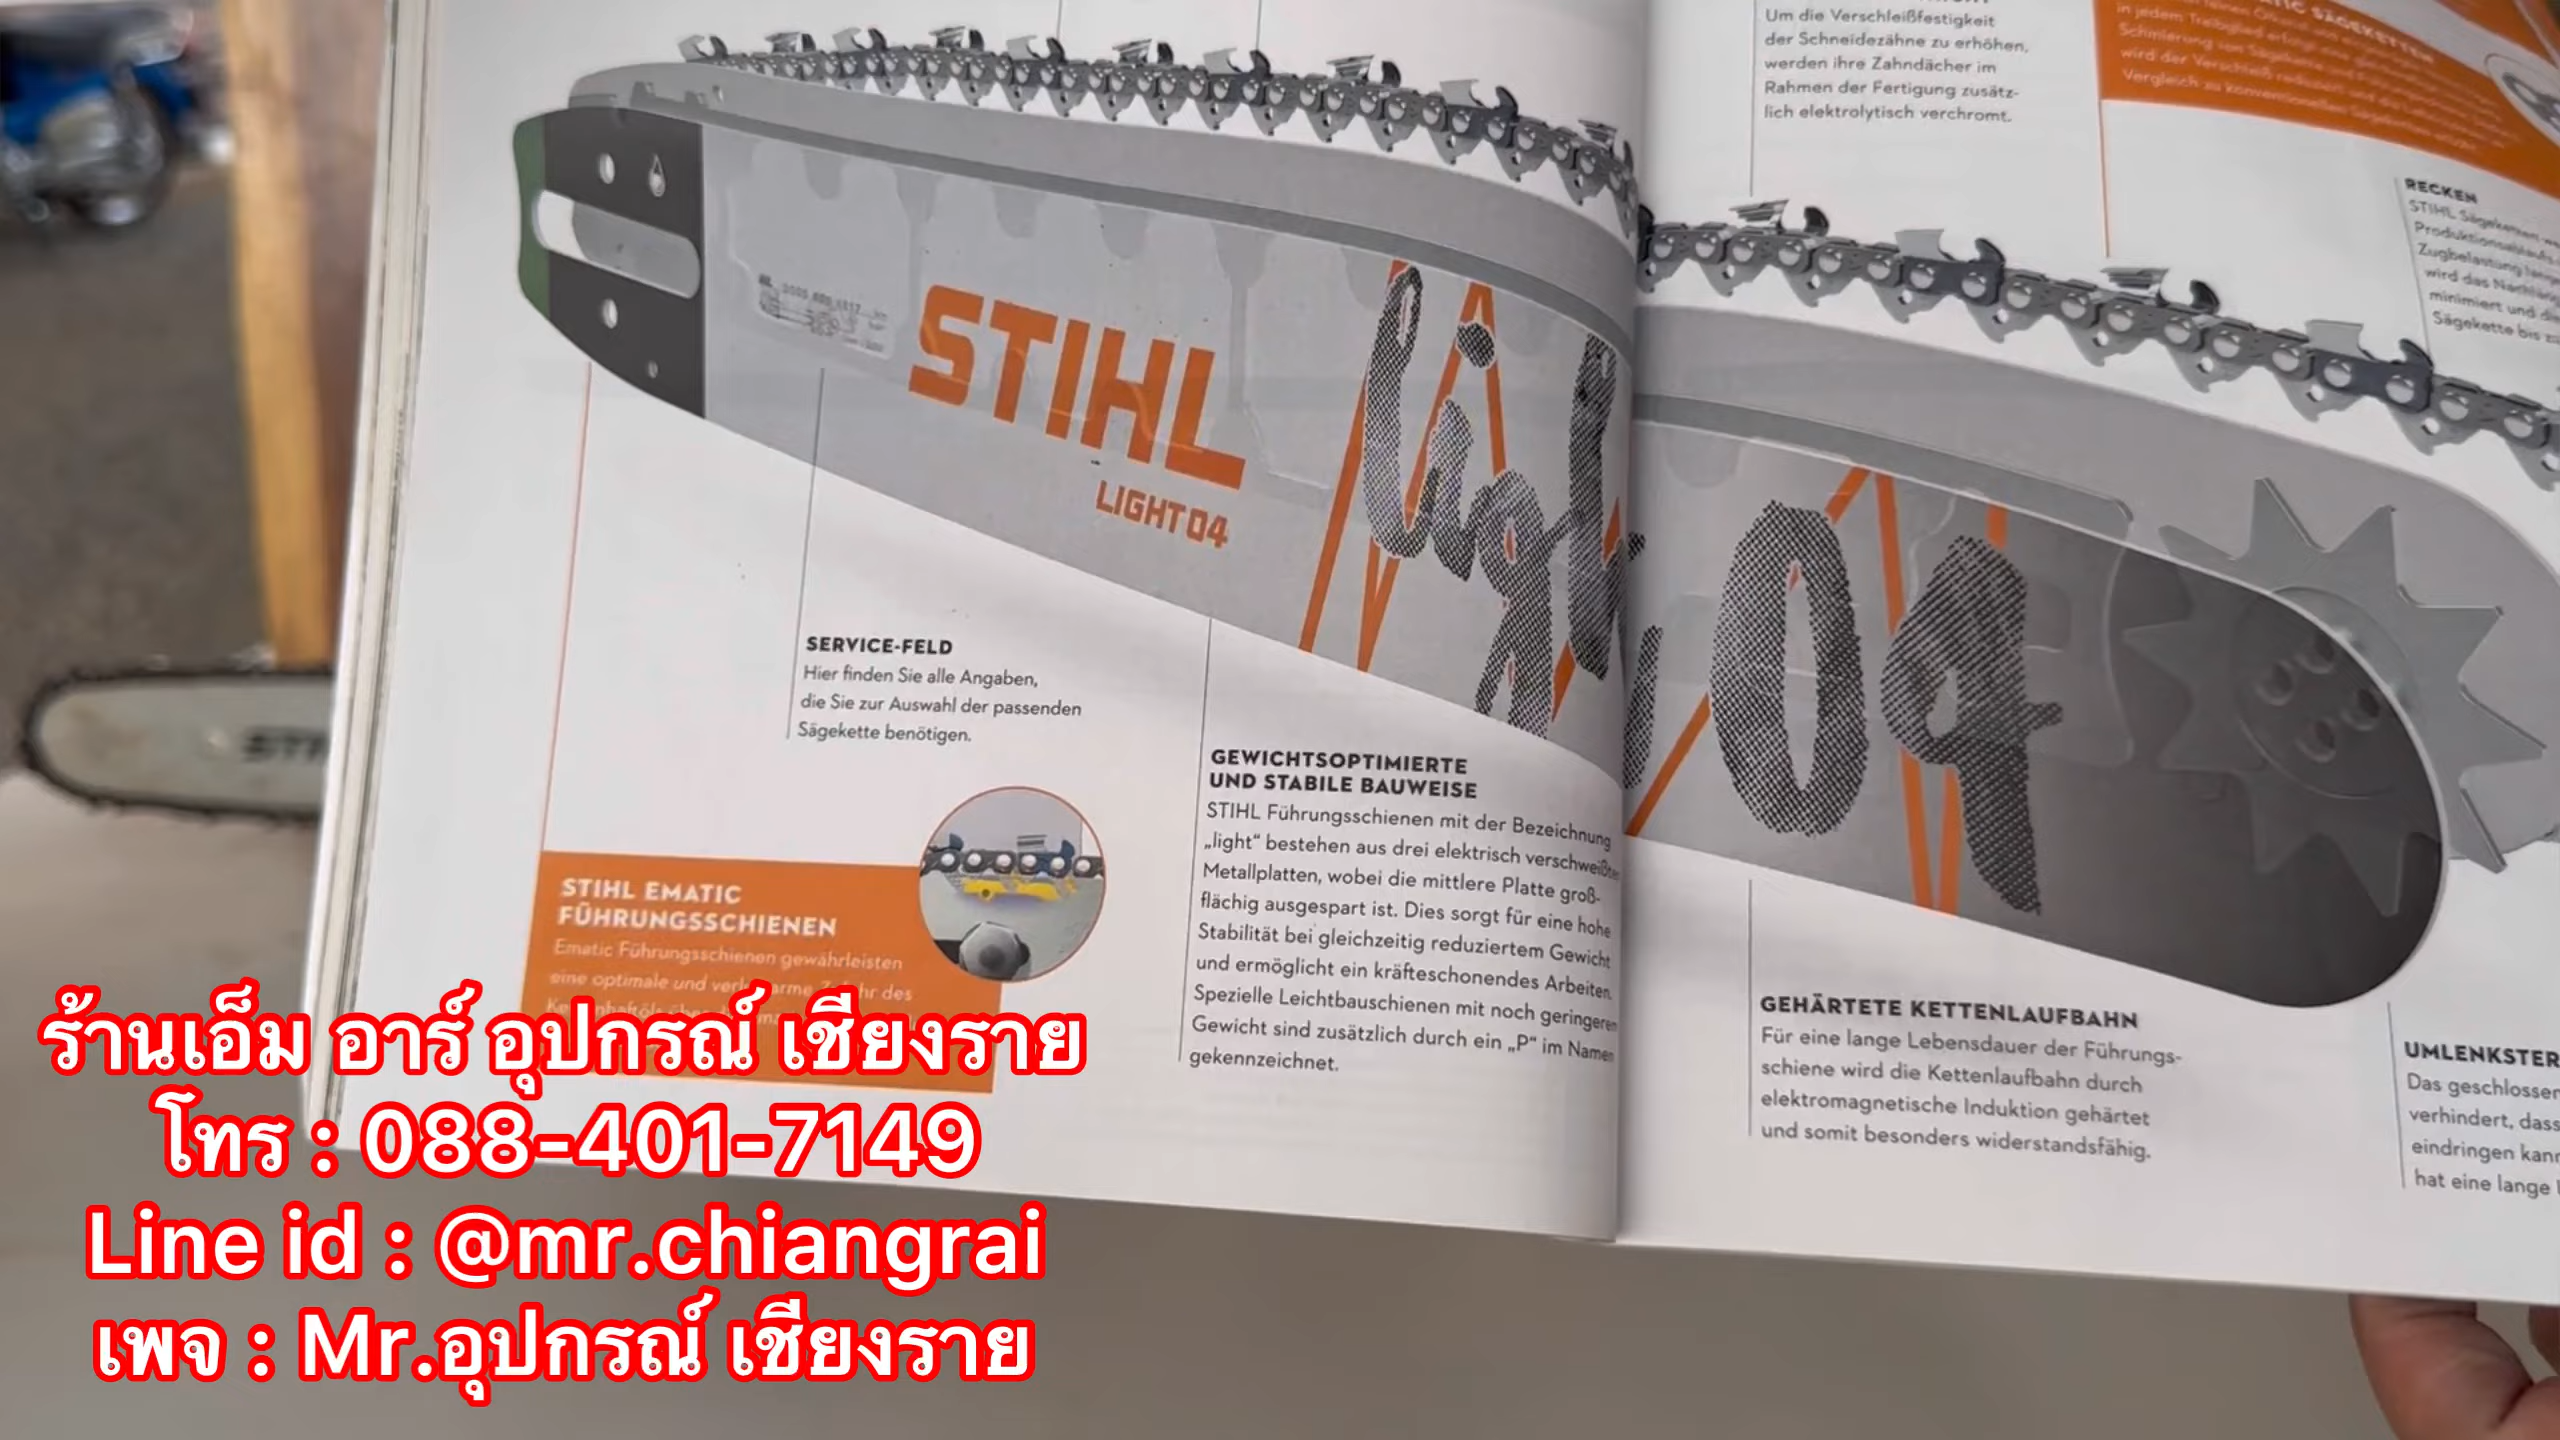 Um die Verschleißfestigkeit
der Schneidezähne zu erhöhen,
werden ihre Zahndächer im
Rahmen der Fertigung zusätz-
lich elektrolytisch verchromt.
RECKEN
STIHL
LIGHT 04
light 04
SERVICE-FELD
Hier finden Sie alle Angaben,
die Sie zur Auswahl der passenden
Sägekette benötigen.
GEWICHTSOPTIMIERTE
UND STABILE BAUWEISE
STIHL Führungsschienen mit der Bezeichnung
„light“ bestehen aus drei elektrisch verschweißten
Metallplatten, wobei die mittlere Platte groß-
flächig ausgespart ist. Dies sorgt für eine hohe
Stabilität bei gleichzeitig reduziertem Gewicht
und ermöglicht ein kräfteschonendes Arbeiten.
Spezielle Leichtbauschienen mit noch geringerem
Gewicht sind zusätzlich durch ein „P“ im Namen
gekennzeichnet.
STIHL EMATIC
FÜHRUNGSSCHIENEN
Ematic Führungsschienen gewährleisten
eine optimale und
GEHÄRTETE KETTENLAUFBAHN
Für eine lange Lebensdauer der Führungs-
schiene wird die Kettenlaufbahn durch
elektromagnetische Induktion gehärtet
und somit besonders widerstandsfähig.
UMLENKSTER
Das geschlossen
verhindert, dass
eindringen kann
hat eine lange
ร้านเอ็ม อาร์ อุปกรณ์ เชียงราย
โทร : 088-401-7149
Line id : @mr.chiangrai
เพจ : Mr.อุปกรณ์ เชียงราย